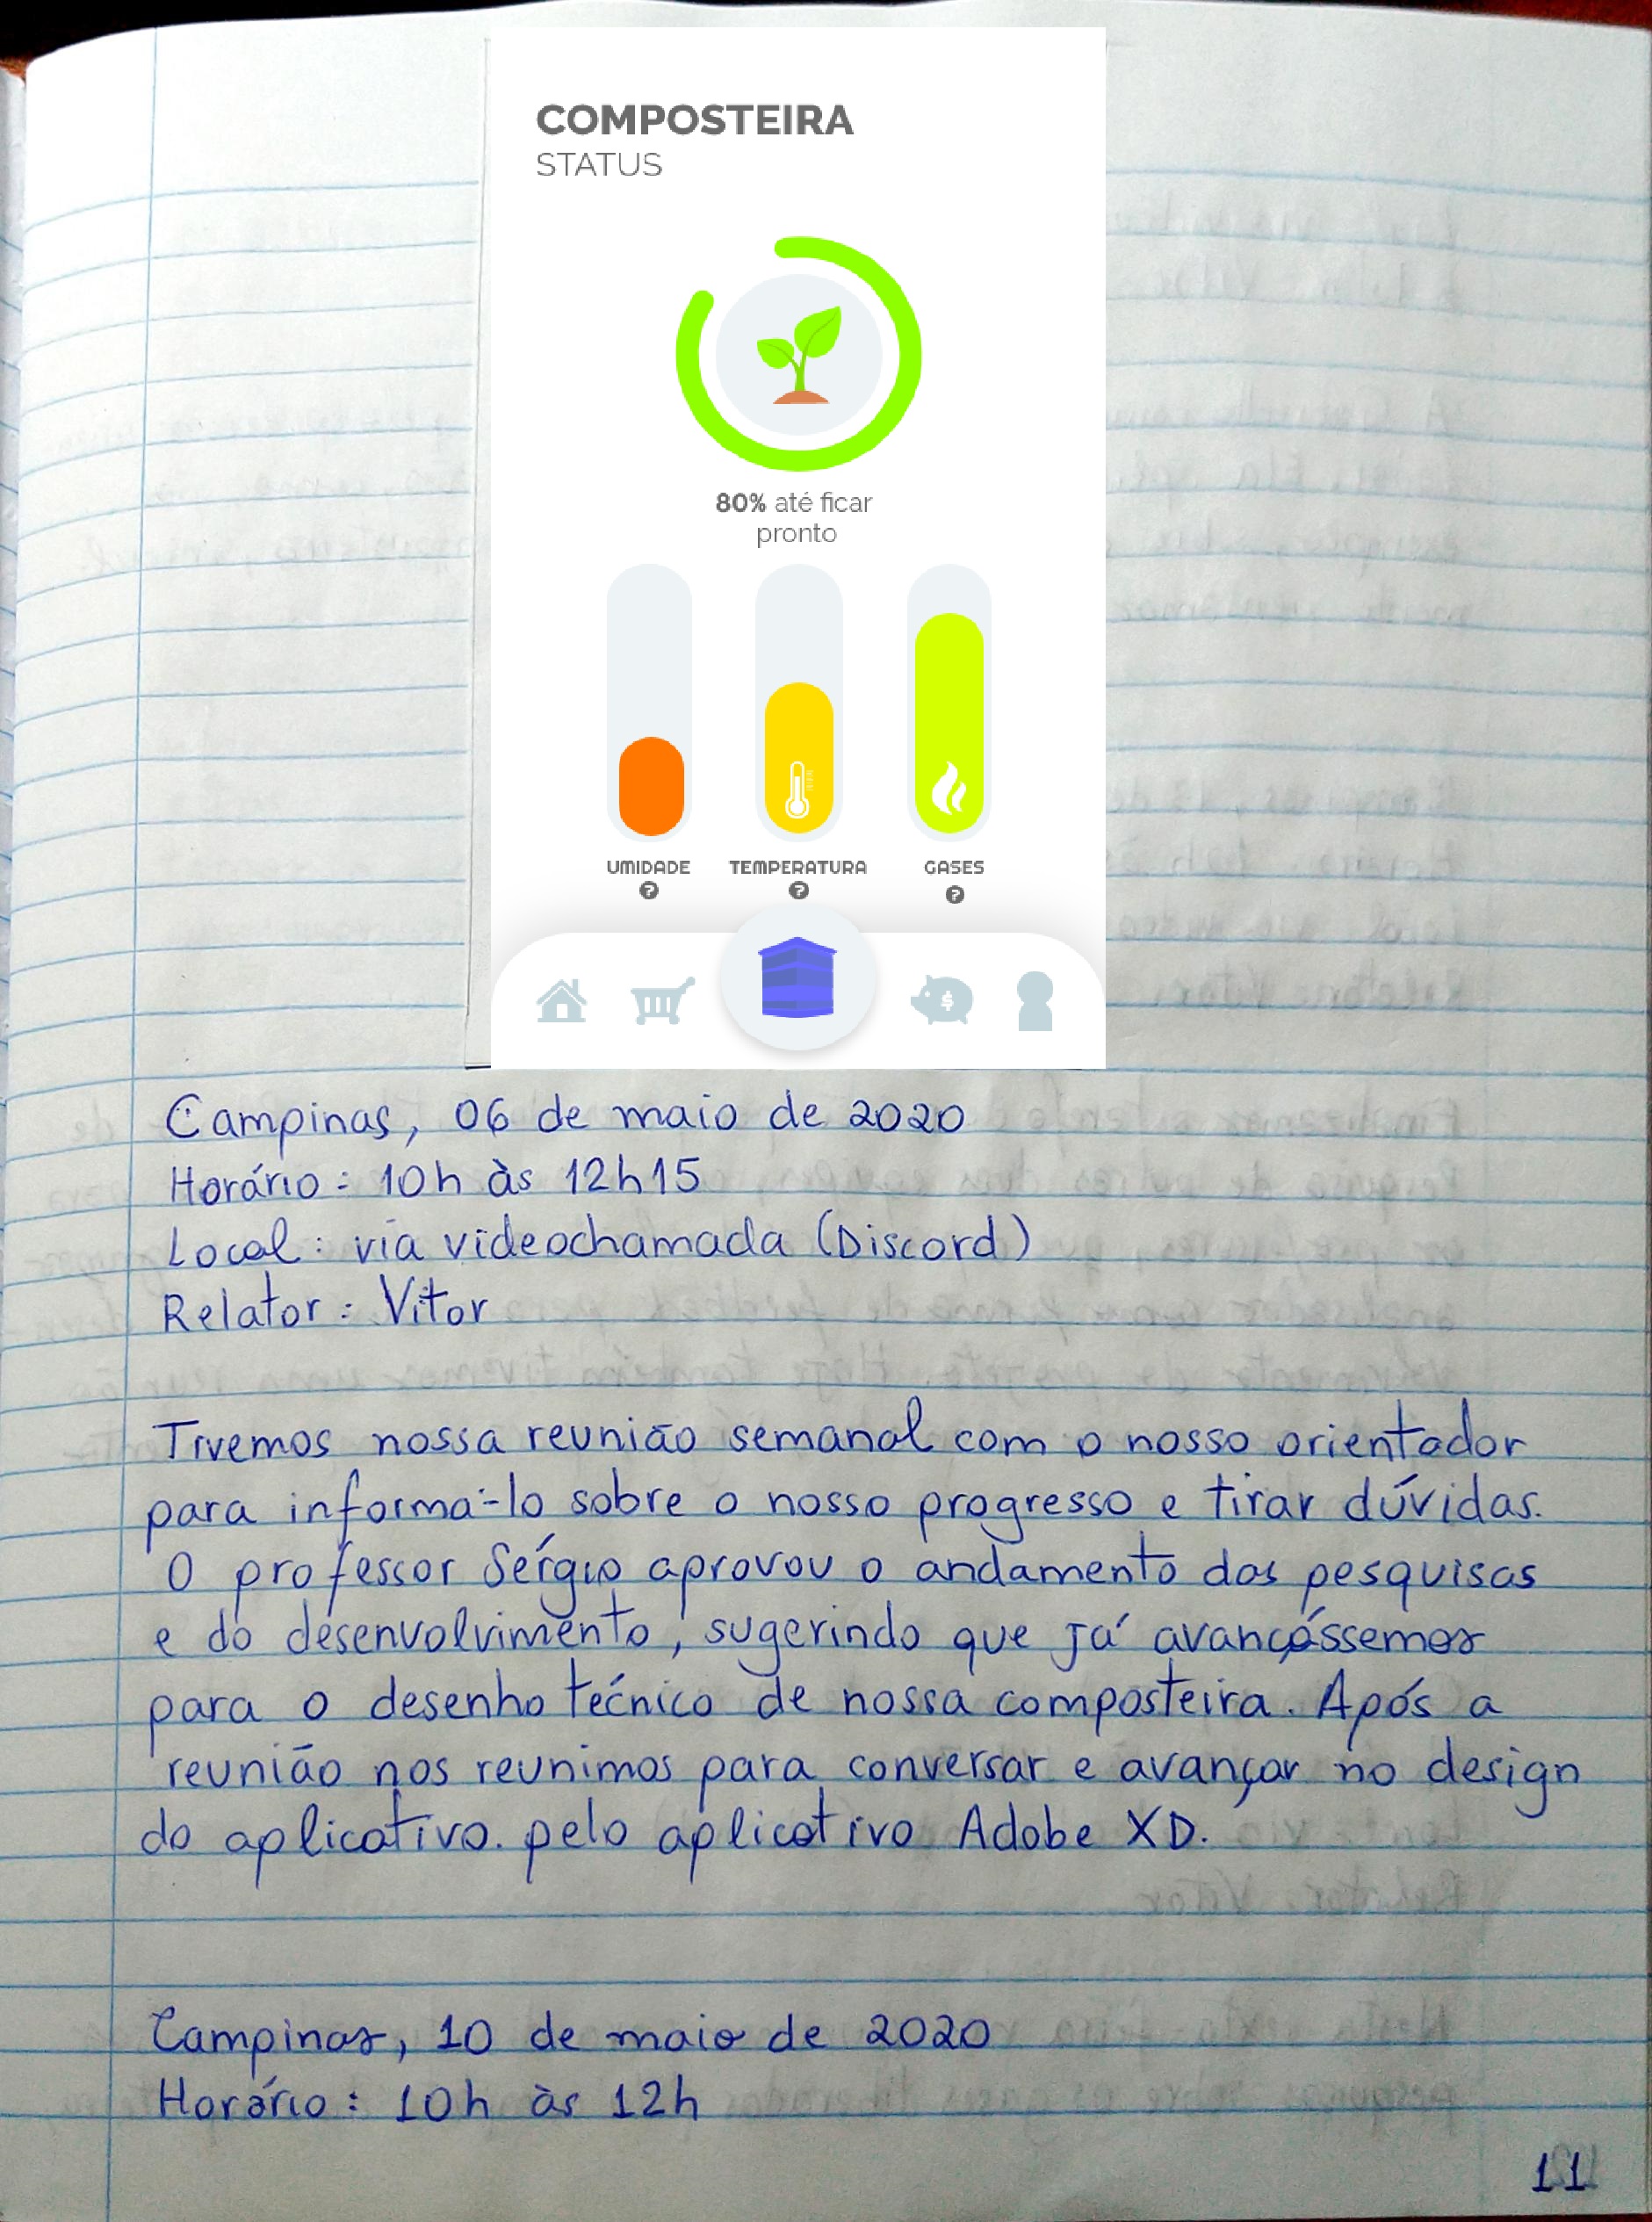 COMPOSTEIRA
STATUS
80% até ficar
pronto
UMIDADE TEMPERATURA GASES
? ? ?
$
Campinas, 06 de maio de 2020
Horário: 10h às 12h15
Local: via videochamada (Discord)
Relator: Vitor
Tivemos nossa reunião semanal com o nosso orientador
para informá-lo sobre o nosso progresso e tirar dúvidas.
O professor Sérgio aprovou o andamento das pesquisas
e do desenvolvimento, sugerindo que já avançássemos
para o desenho técnico de nossa composteira. Após a
reunião nos reunimos para conversar e avançar no design
do aplicativo. pelo aplicativo Adobe XD.
Campinas, 10 de maio de 2020
Horário: 10h às 12h
11